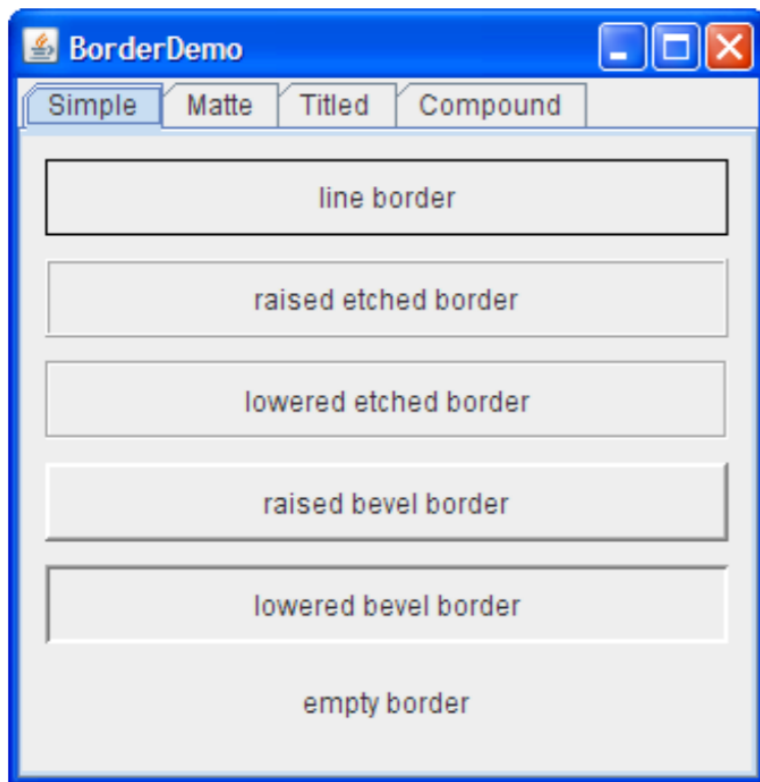 BorderDemo
Simple Matte Titled Compound
line border
raised etched border
lowered etched border
raised bevel border
lowered bevel border
empty border